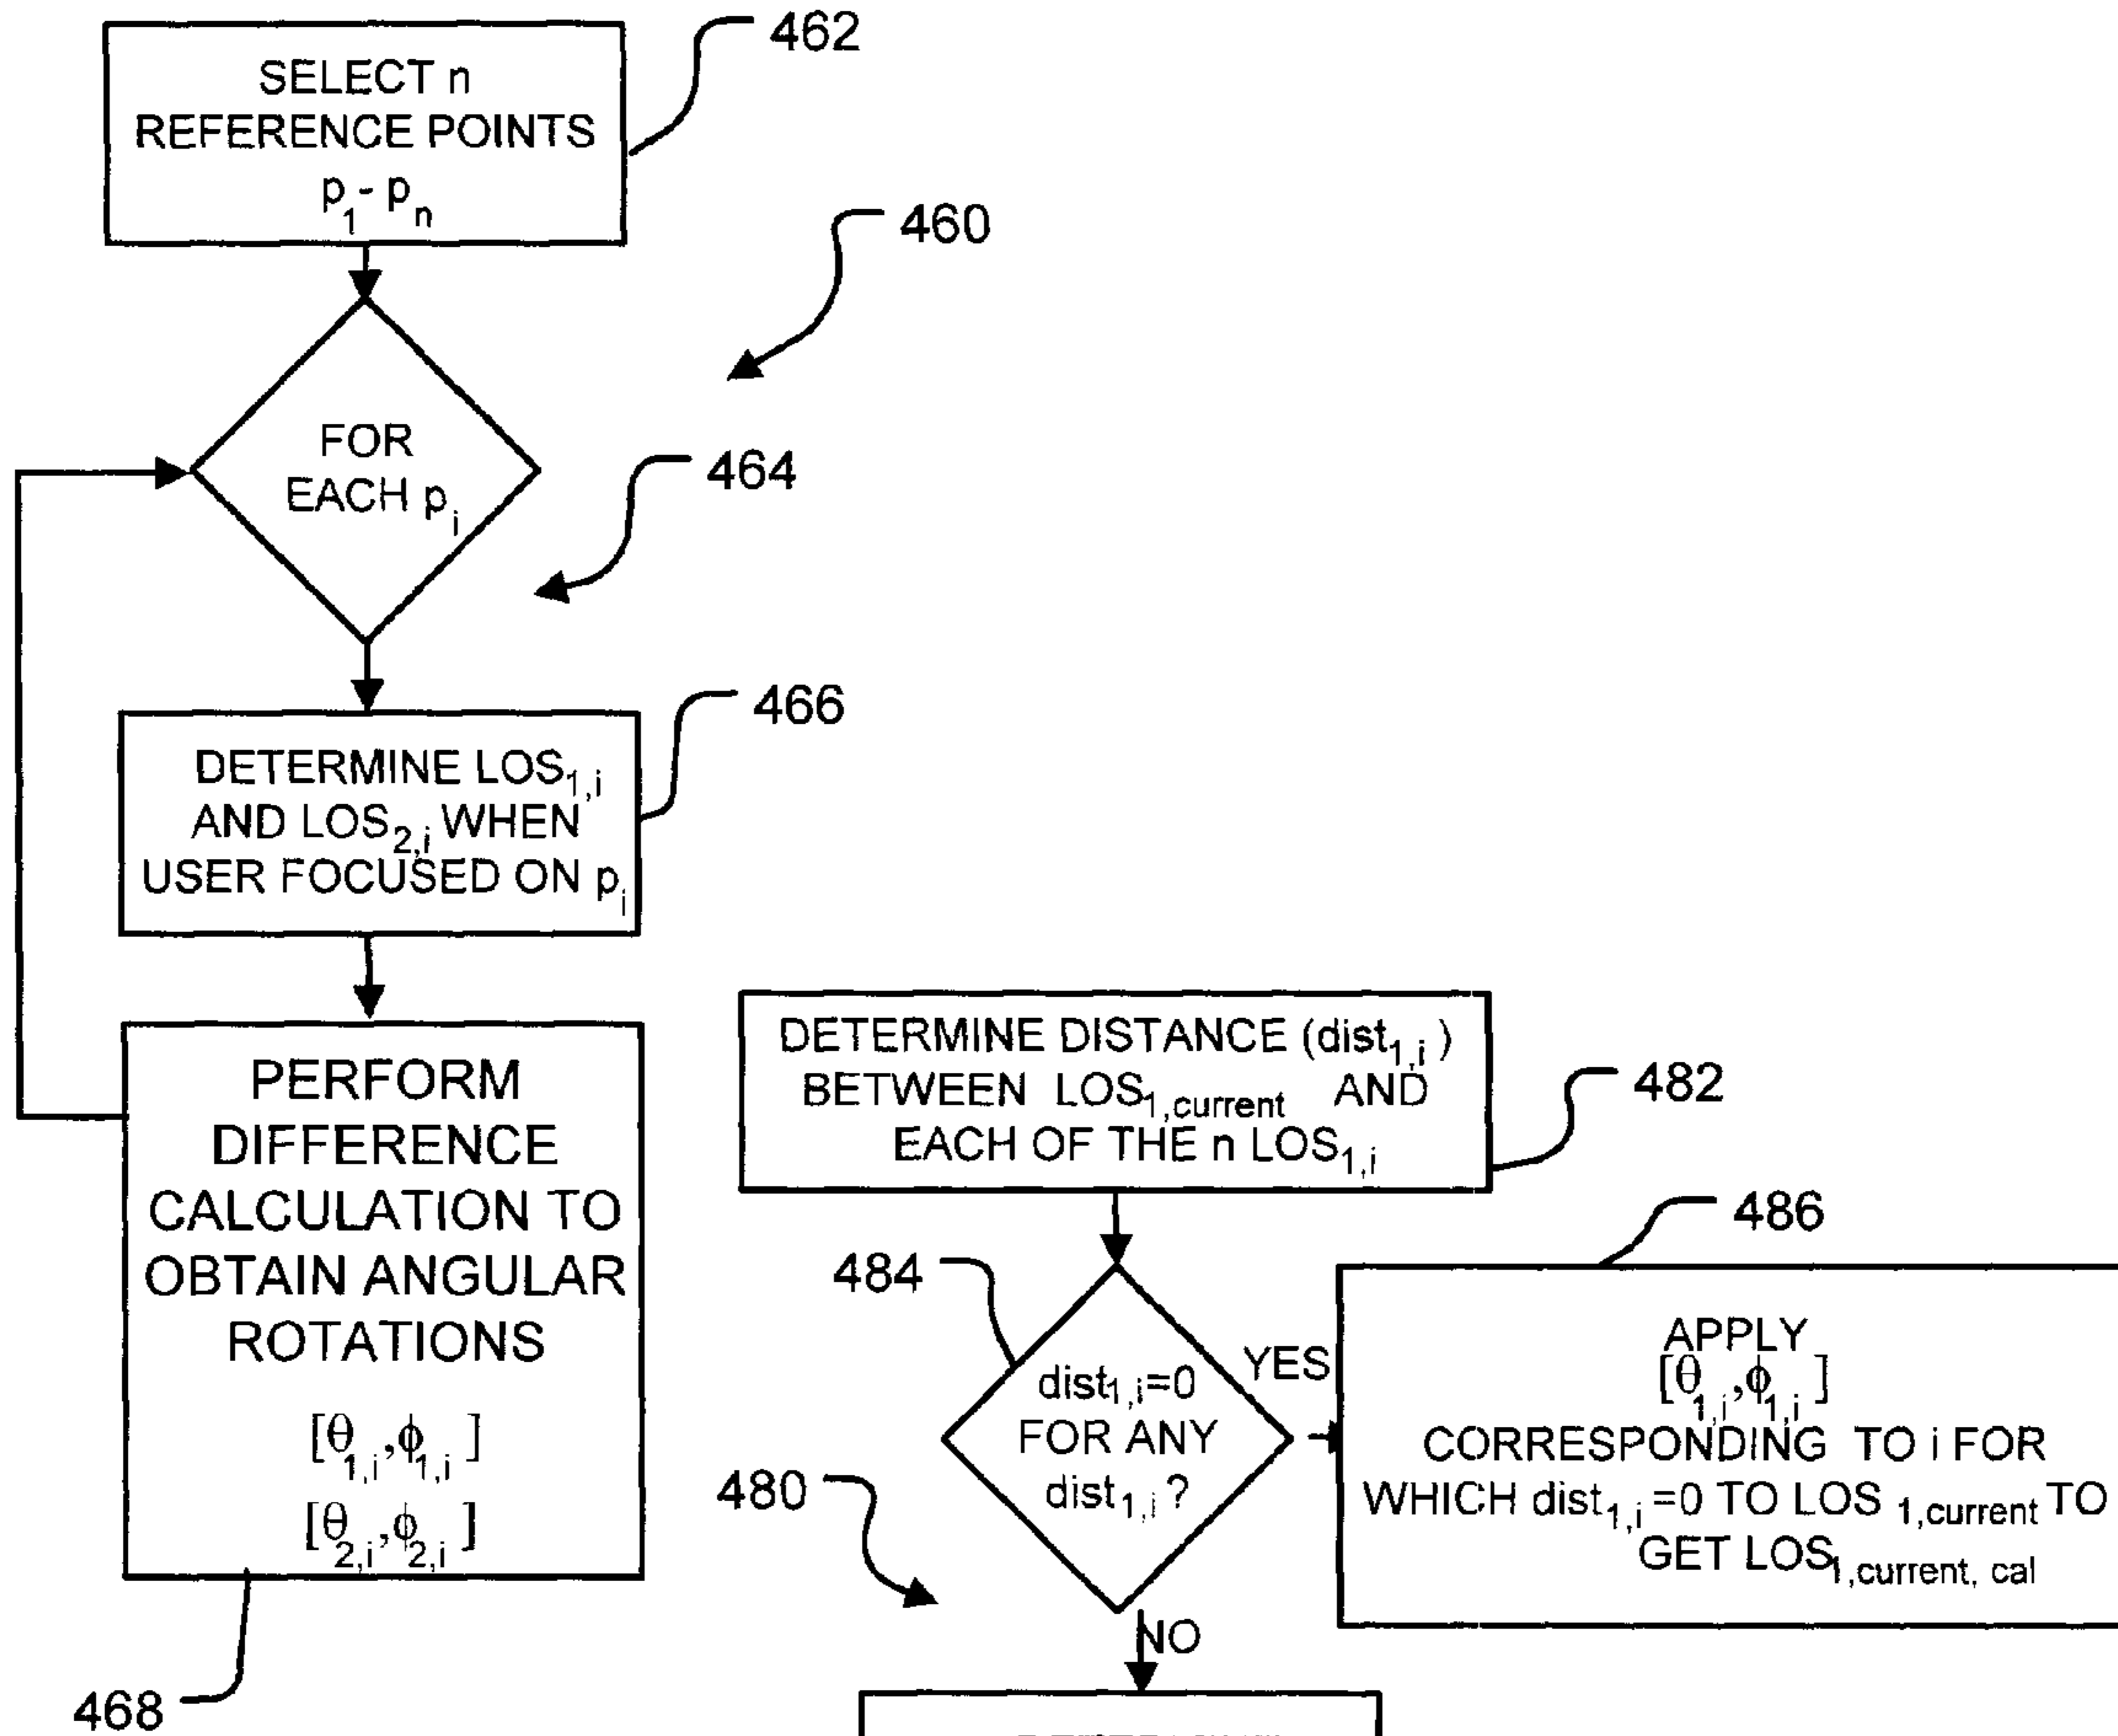 462
SELECT n
REFERENCE POINTS
p1 - pn
460
FOR
EACH pi
464
466
DETERMINE LOS1,i
AND LOS2,i WHEN
USER FOCUSED ON pi
PERFORM
DIFFERENCE
CALCULATION TO
OBTAIN ANGULAR
ROTATIONS
[θ1,i,ϕ1,i]
[θ2,i,ϕ2,i]
468
DETERMINE DISTANCE (dist1,i)
BETWEEN LOS1,current AND
EACH OF THE n LOS1,i
482
484
dist1,i=0
FOR ANY
dist1,i?
YES
NO
480
486
APPLY
[θ1,i,ϕ1,i]
CORRESPONDING TO i FOR
WHICH dist1,i=0 TO LOS 1,current TO
GET LOS1,current, cal